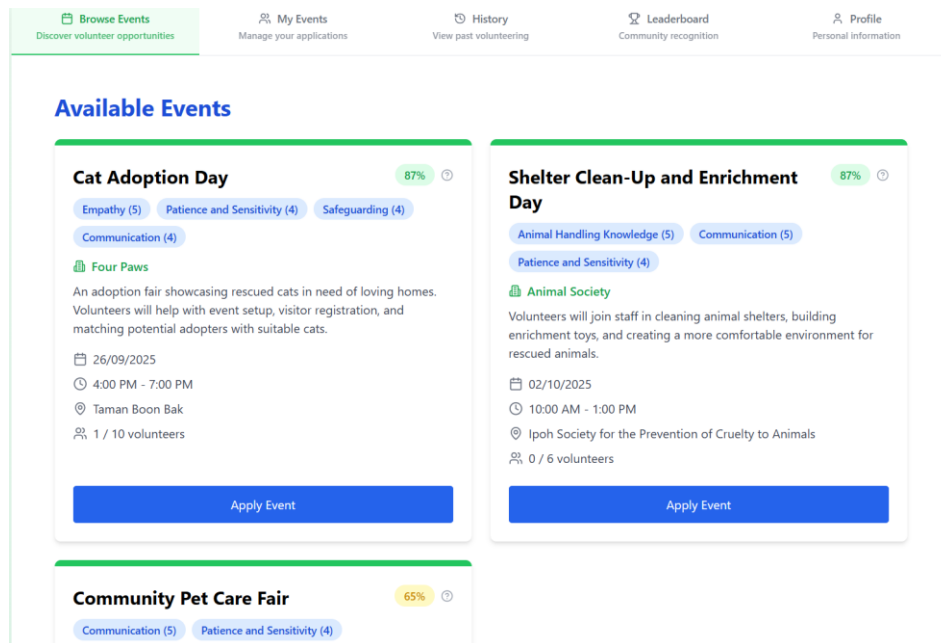 Browse Events
Discover volunteer opportunities
My Events
Manage your applications
History
View past volunteering
Leaderboard
Community recognition
Profile
Personal information
Available Events
Cat Adoption Day
87%
Empathy (5)
Patience and Sensitivity (4)
Safeguarding (4)
Communication (4)
Four Paws
An adoption fair showcasing rescued cats in need of loving homes.
Volunteers will help with event setup, visitor registration, and
matching potential adopters with suitable cats.
26/09/2025
4:00 PM - 7:00 PM
Taman Boon Bak
1 / 10 volunteers
Apply Event
Shelter Clean-Up and Enrichment
Day
87%
Animal Handling Knowledge (5)
Communication (5)
Patience and Sensitivity (4)
Animal Society
Volunteers will join staff in cleaning animal shelters, building
enrichment toys, and creating a more comfortable environment for
rescued animals.
02/10/2025
10:00 AM - 1:00 PM
Ipoh Society for the Prevention of Cruelty to Animals
0 / 6 volunteers
Apply Event
Community Pet Care Fair
65%
Communication (5)
Patience and Sensitivity (4)